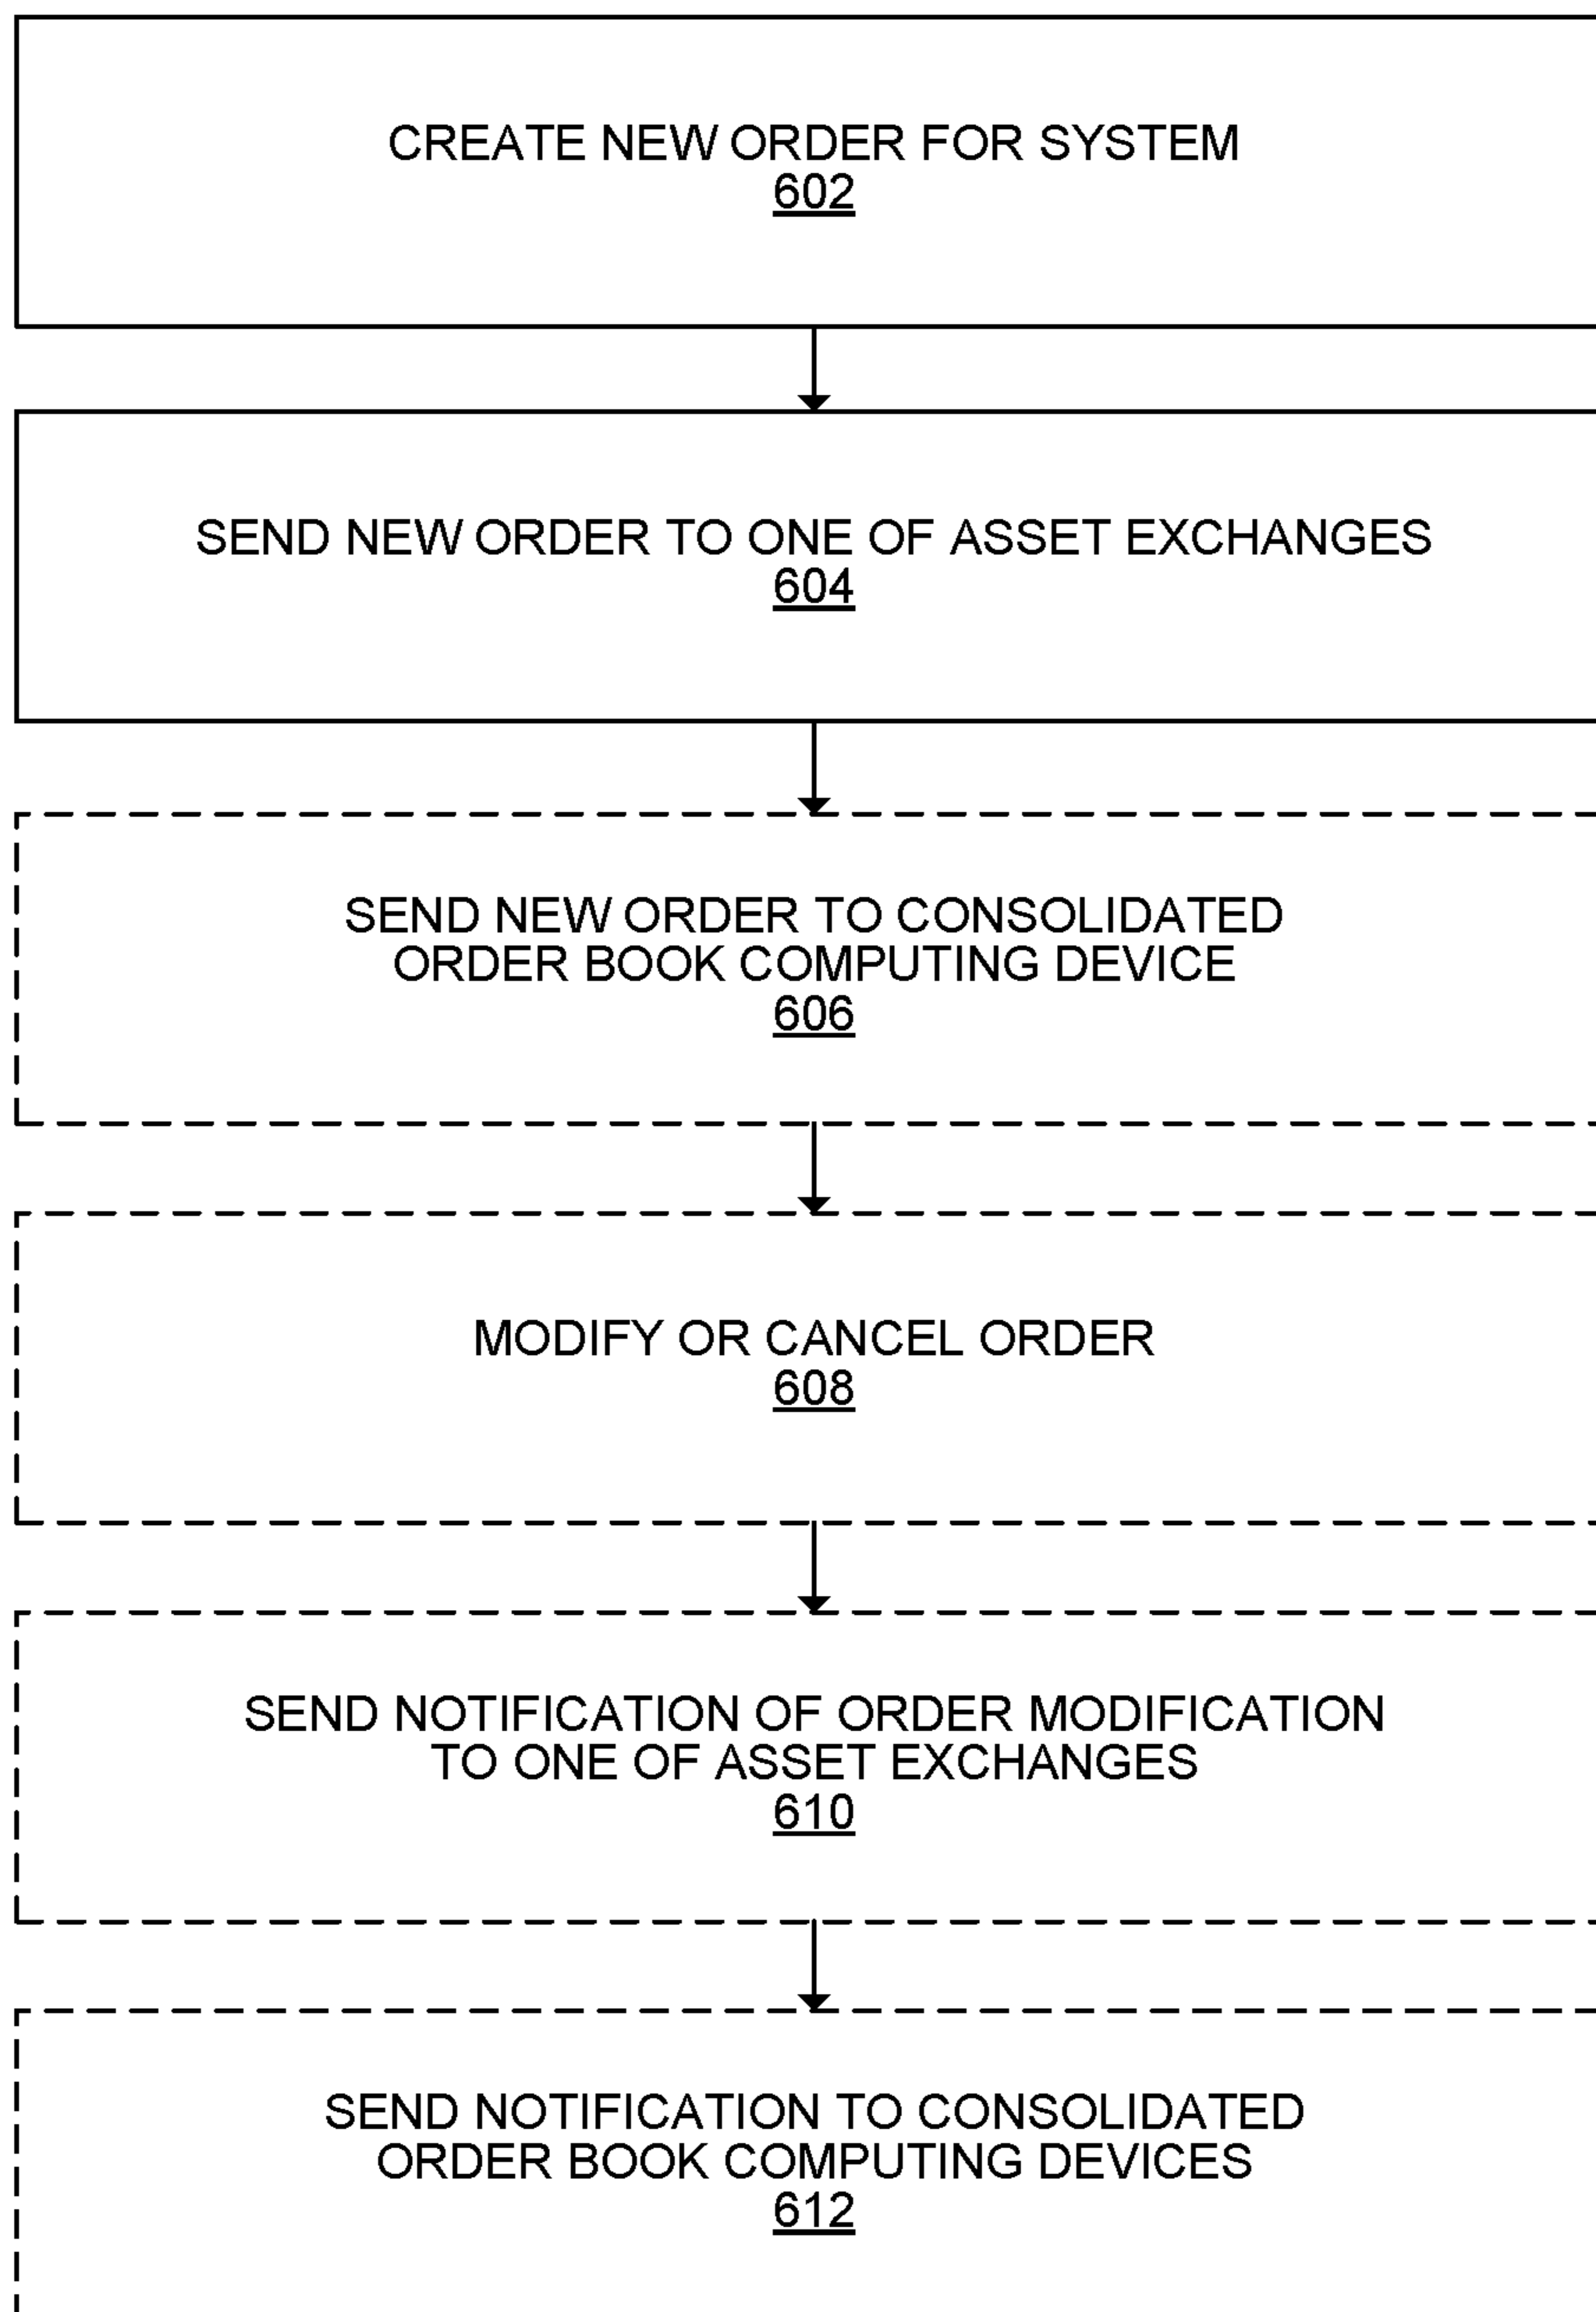 CREATE NEW ORDER FOR SYSTEM
602
SEND NEW ORDER TO ONE OF ASSET EXCHANGES
604
SEND NEW ORDER TO CONSOLIDATED
ORDER BOOK COMPUTING DEVICE
606
MODIFY OR CANCEL ORDER
608
SEND NOTIFICATION OF ORDER MODIFICATION
TO ONE OF ASSET EXCHANGES
610
SEND NOTIFICATION TO CONSOLIDATED
ORDER BOOK COMPUTING DEVICES
612